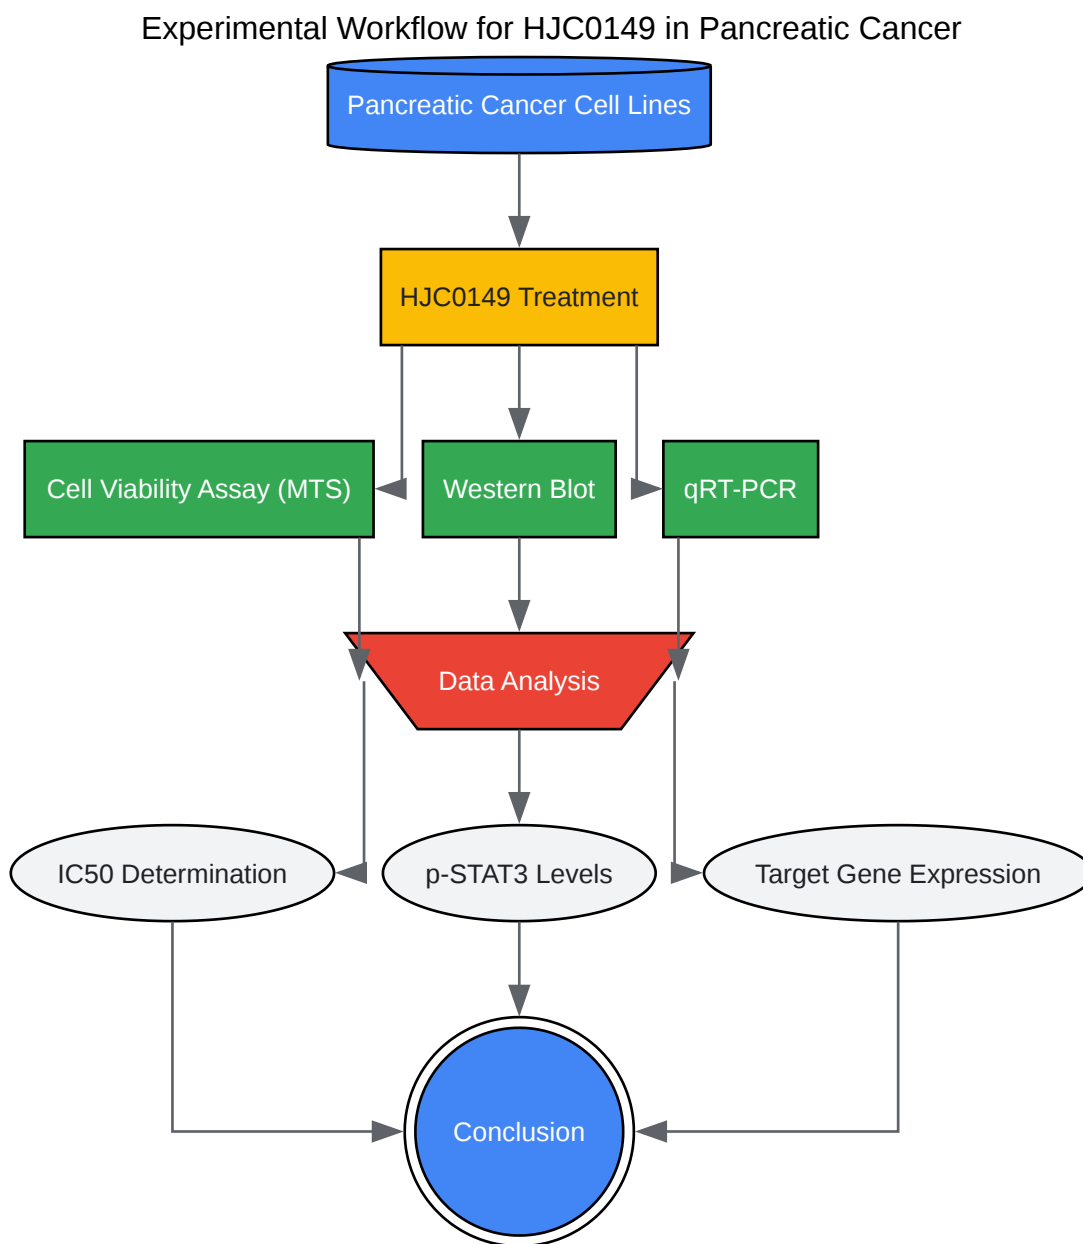 Experimental Workflow for HJC0149 in Pancreatic Cancer
Pancreatic Cancer Cell Lines
HJC0149 Treatment
Cell Viability Assay (MTS)
Western Blot
qRT-PCR
Data Analysis
IC50 Determination
p-STAT3 Levels
Target Gene Expression
Conclusion